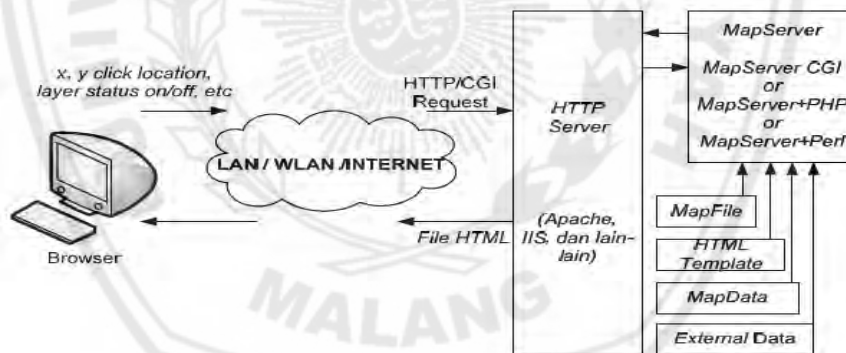 x, y click location,
layer status on/off, etc
HTTP/CGI
Request
LAN / WLAN /INTERNET
File HTML
Browser
HTTP
Server
(Apache,
IIS, dan lain-
lain)
MapServer
MapServer CGI
or
MapServer+PHP
or
MapServer+Perl
MapFile
HTML
Template
MapData
External Data
MALANG